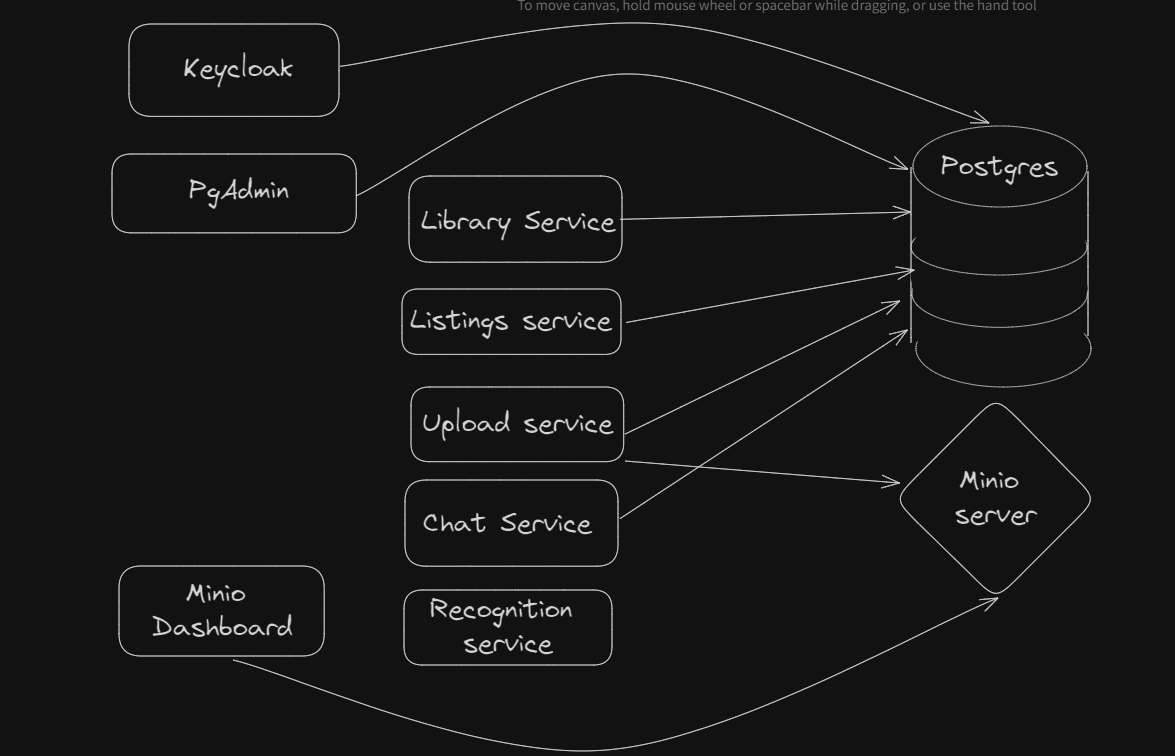 To move canvas, hold mouse wheel or spacebar while dragging, or use the hand tool
Keycloak
PgAdmin
Postgres
Library Service
Listings service
Upload service
Minio
server
Chat Service
Minio
Dashboard
Recognition
service